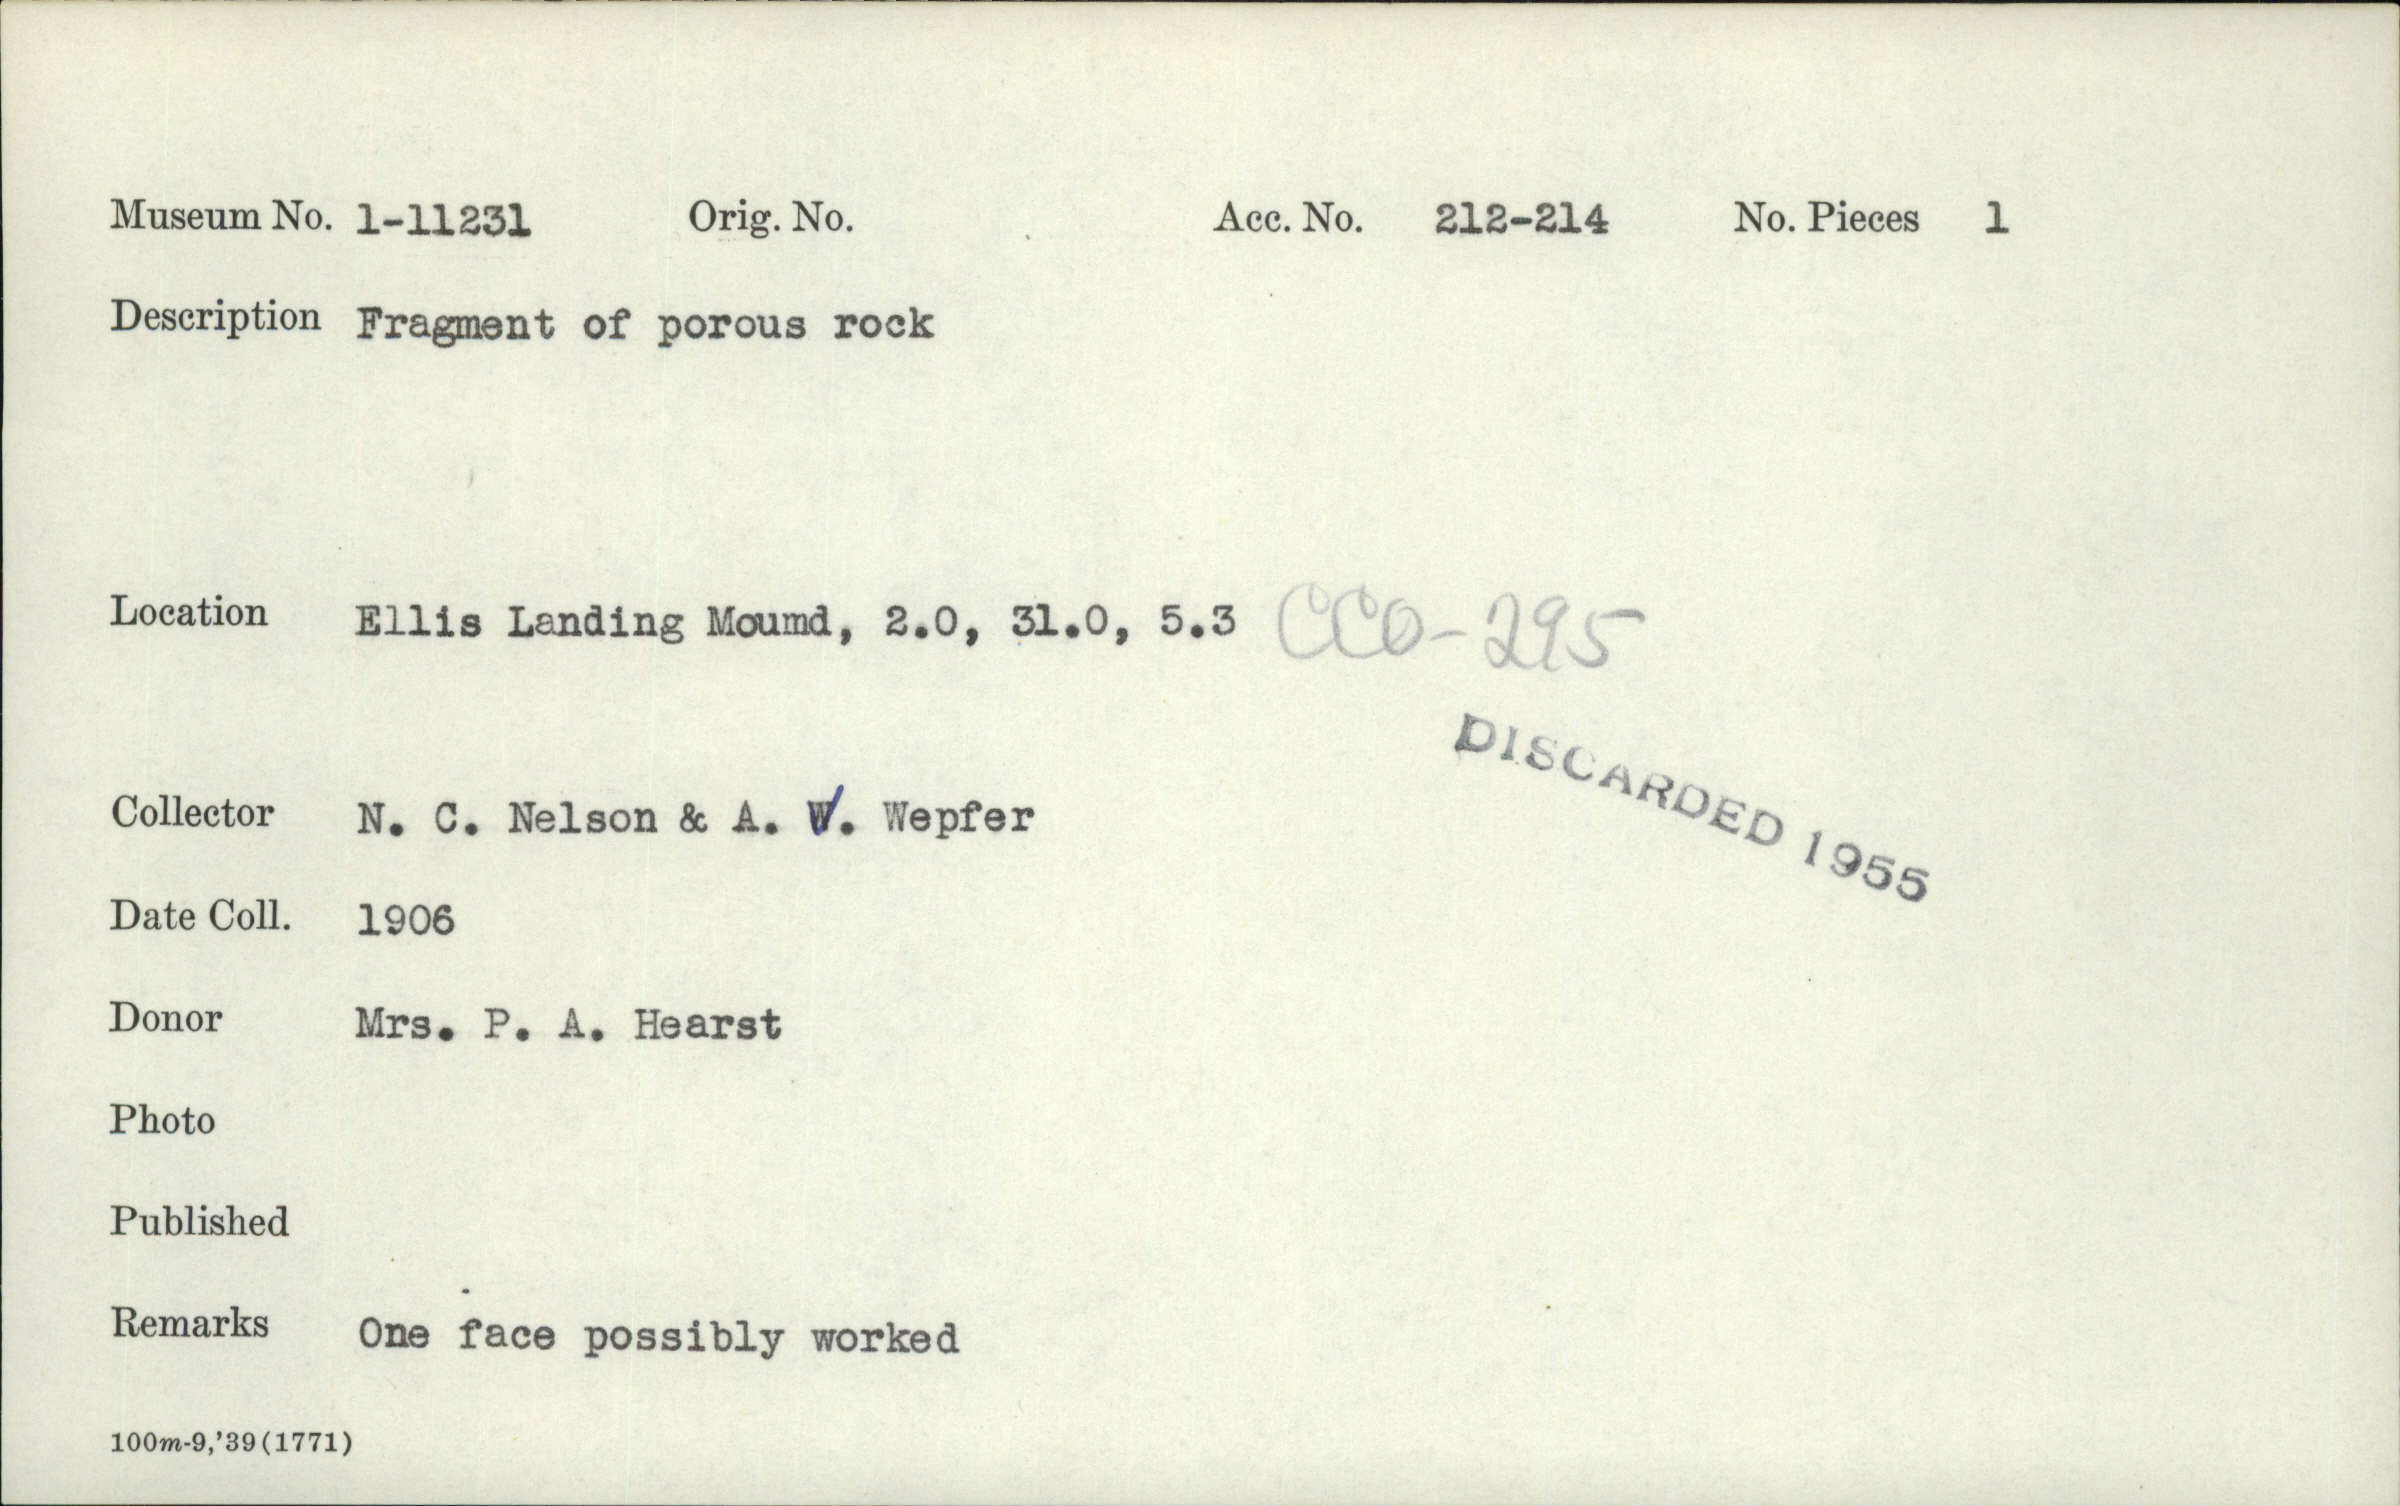 Museum No. 1-11231 Orig. No. Acc. No. 212-214 No. Pieces 1
Description Fragment of porous rock
Location Ellis Landing Moumd, 2.0, 31.0, 5.3 CCO-295
DISCARDED 1955
Collector N. C. Nelson & A. W. Wepfer
Date Coll. 1906
Donor Mrs. P. A. Hearst
Photo
Published
Remarks One face possibly worked
100m-9,'39(1771)